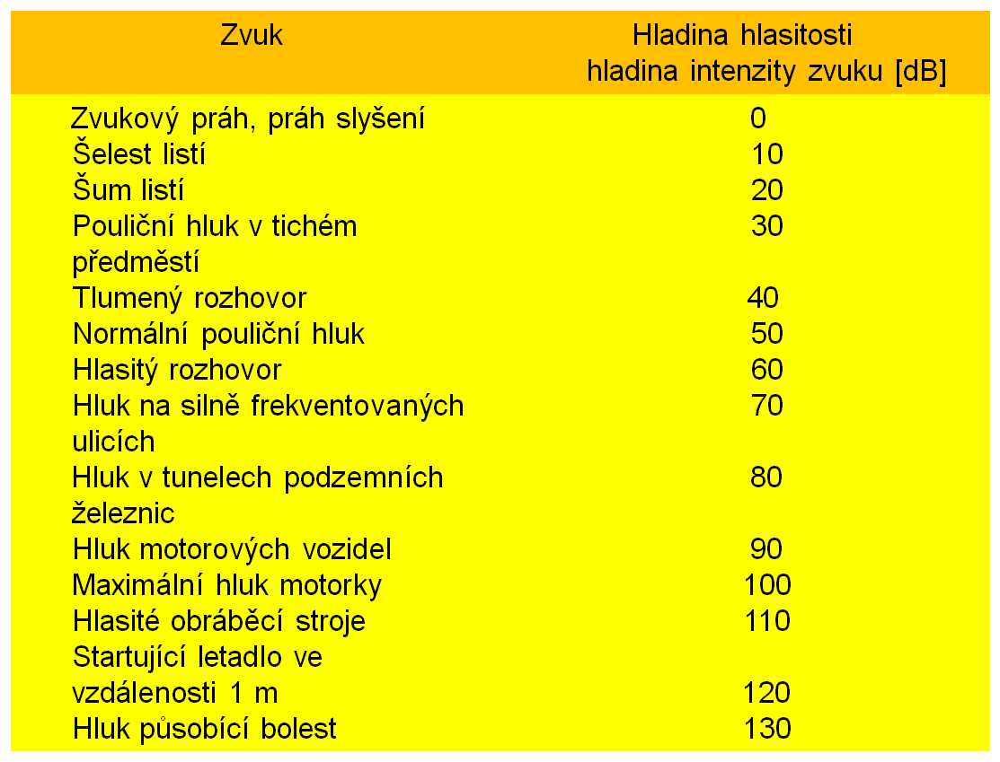 Zvuk Hladina hlasitosti
hladina intenzity zvuku [dB]
Zvukový práh, práh slyšení 0
Šelest listí 10
Šum listí 20
Pouliční hluk v tichém 30
předměstí
Tlumený rozhovor 40
Normální pouliční hluk 50
Hlasitý rozhovor 60
Hluk na silně frekventovaných 70
ulicích
Hluk v tunelech podzemních 80
železnic
Hluk motorových vozidel 90
Maximální hluk motorky 100
Hlasité obráběcí stroje 110
Startující letadlo ve
vzdálenosti 1 m 120
Hluk působící bolest 130